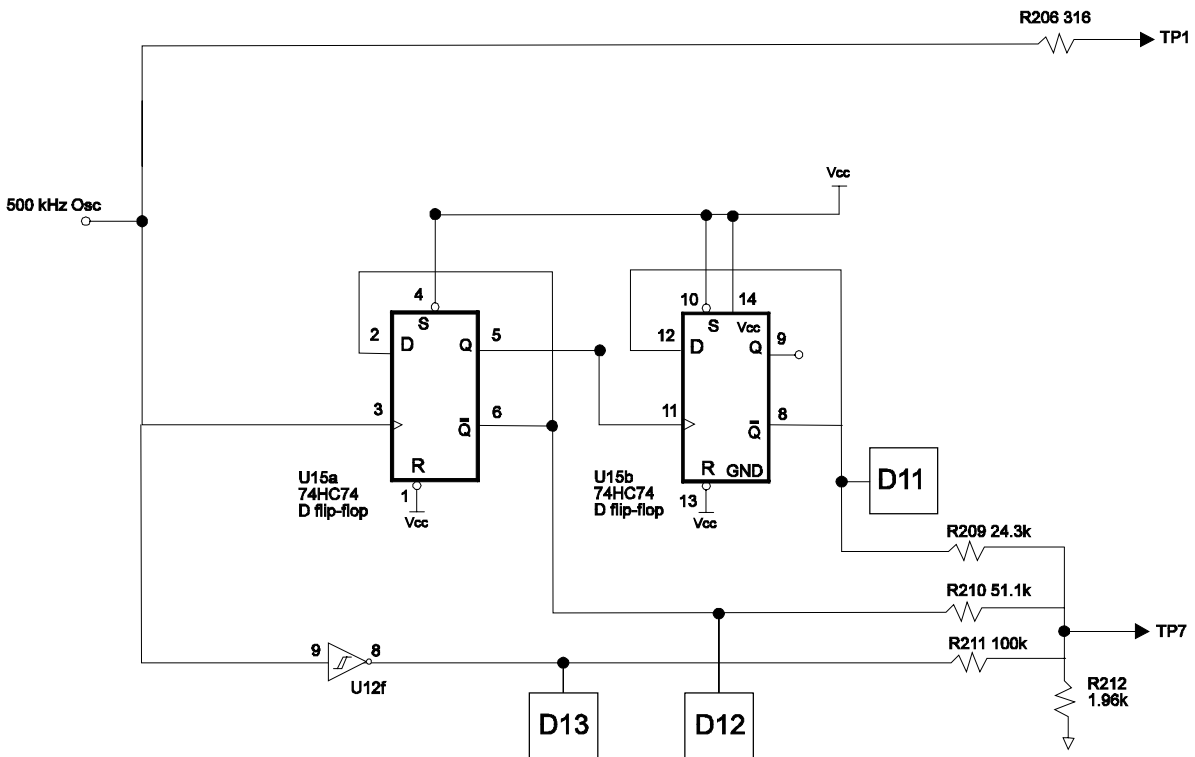 R206 316
TP1
Vcc
500 kHz Osc
4
S
2
D
Q
5
3
Q̅
6
R
1
Vcc
U15a
74HC74
D flip-flop
10
14
S
Vcc
12
D
Q
9
11
Q̅
8
R
GND
13
Vcc
U15b
74HC74
D flip-flop
D11
R209 24.3k
R210 51.1k
TP7
R211 100k
9
8
U12f
R212
1.96k
D13
D12